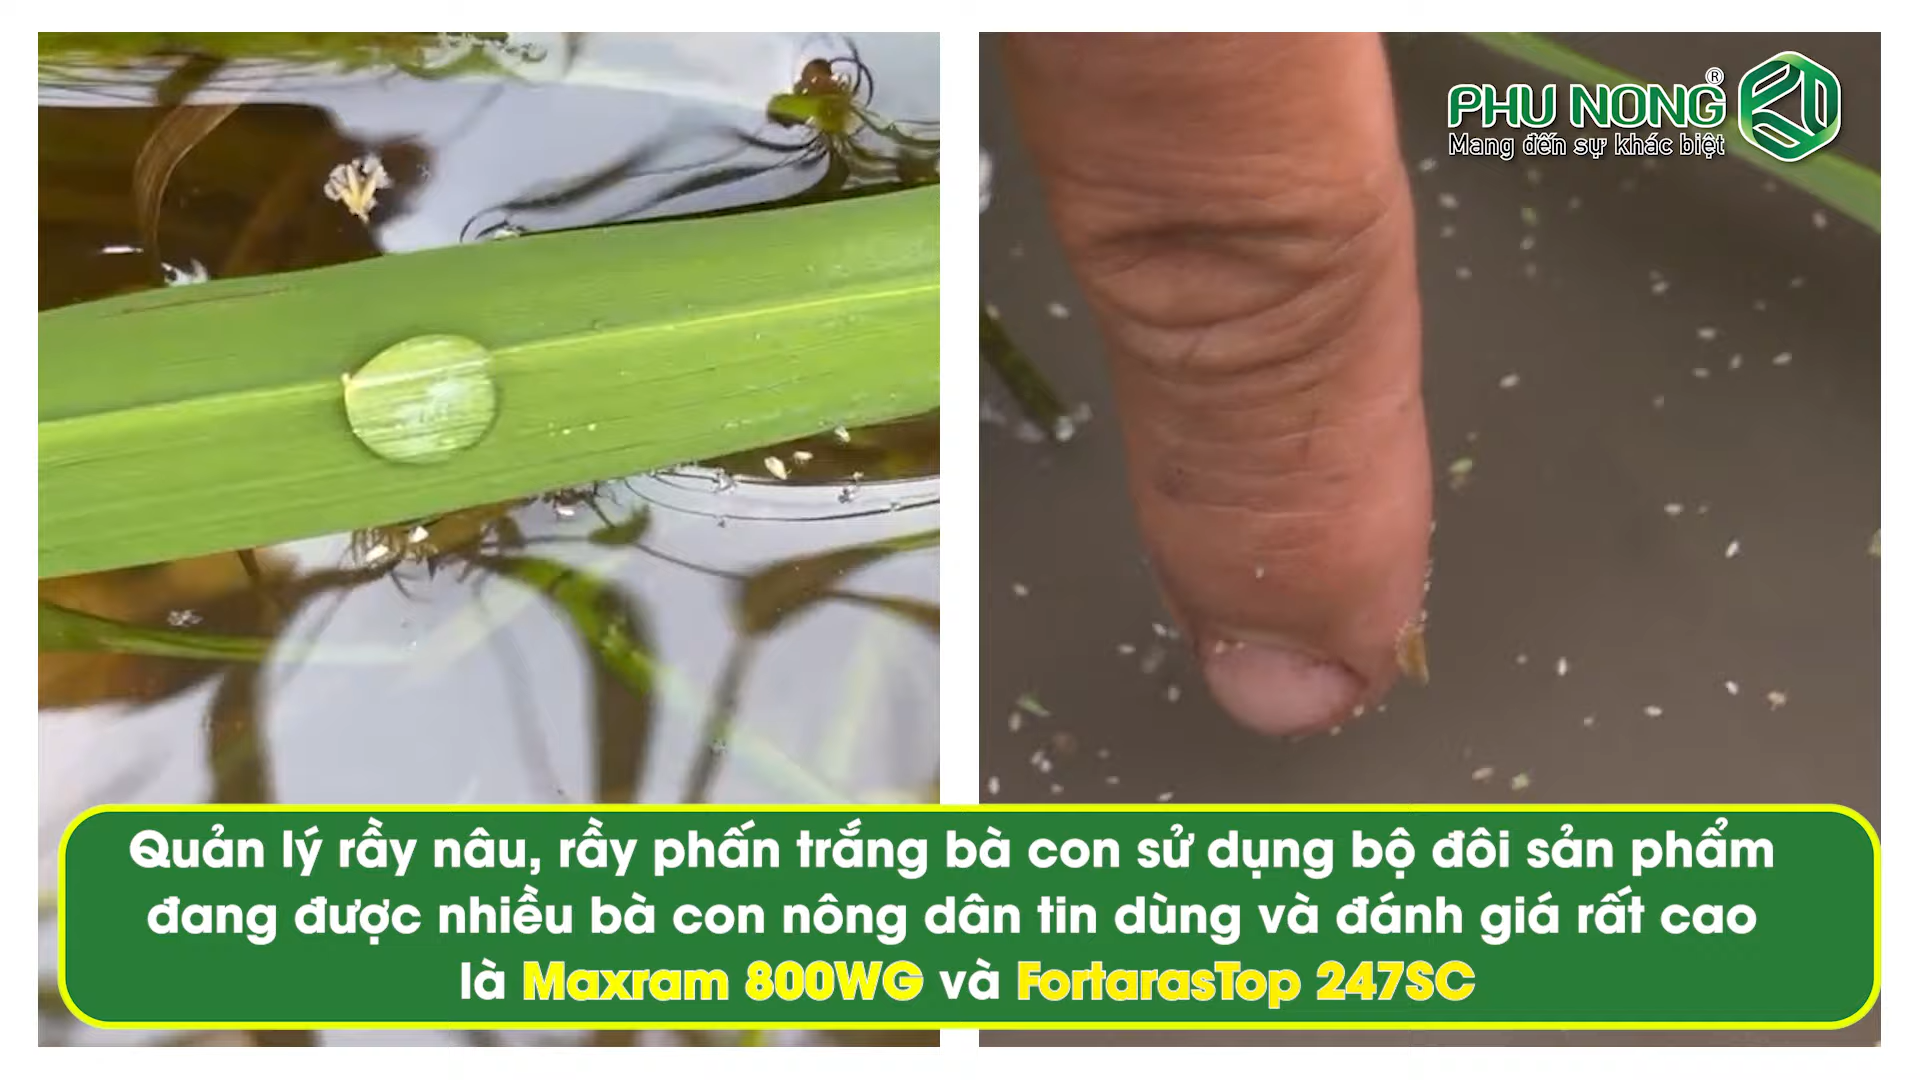 PHU NONG®
Mang đến sự khác biệt
Quản lý rầy nâu, rầy phấn trắng bà con sử dụng bộ đôi sản phẩm
đang được nhiều bà con nông dân tin dùng và đánh giá rất cao
là Maxram 800WG và FortarasTop 247SC